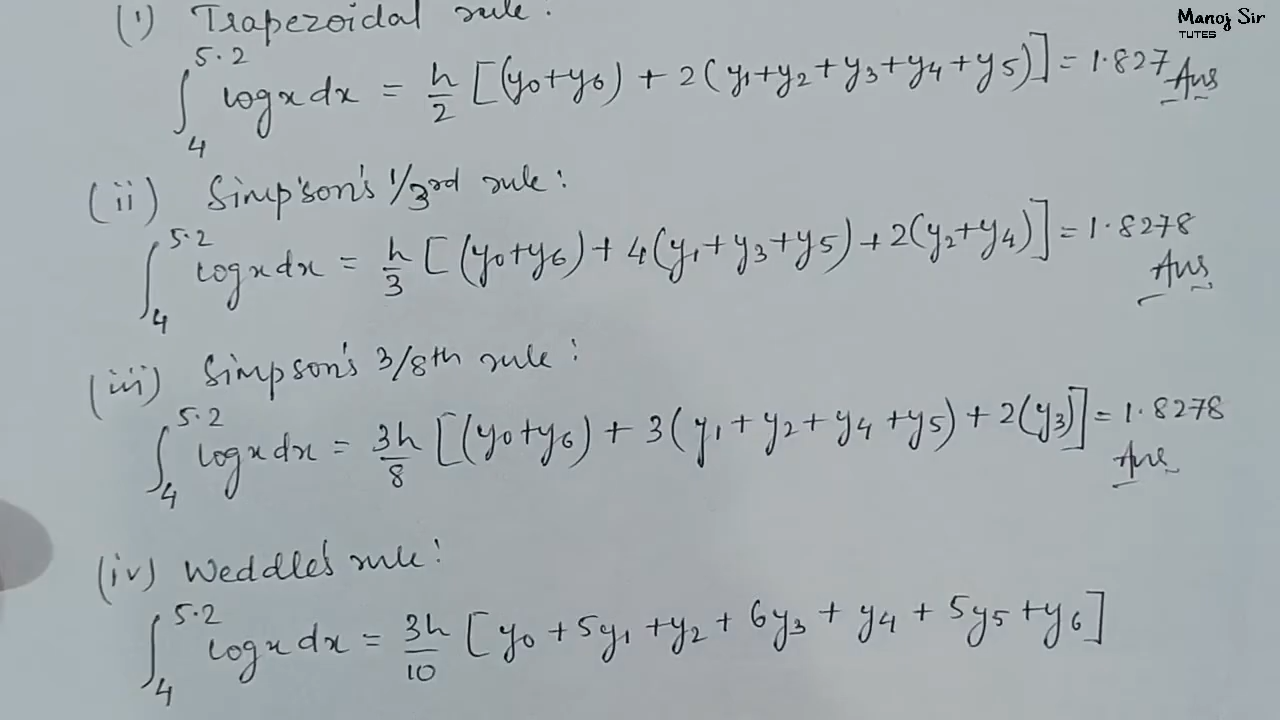 Manoj Sir
TUTES
(i) Trapezoidal rule:
∫₄^5.2 log x dx = h/2 [(y₀+y₆) + 2(y₁+y₂+y₃+y₄+y₅)] = 1.827 Ans
(ii) Simpson's 1/3rd rule:
∫₄^5.2 log x dx = h/3 [(y₀+y₆) + 4(y₁+y₃+y₅) + 2(y₂+y₄)] = 1.8278
Ans
(iii) Simpson's 3/8th rule:
∫₄^5.2 log x dx = 3h/8 [(y₀+y₆) + 3(y₁+y₂+y₄+y₅) + 2(y₃)] = 1.8278
Ans
(iv) Weddle's rule:
∫₄^5.2 log x dx = 3h/10 [y₀ + 5y₁ + y₂ + 6y₃ + y₄ + 5y₅ + y₆]